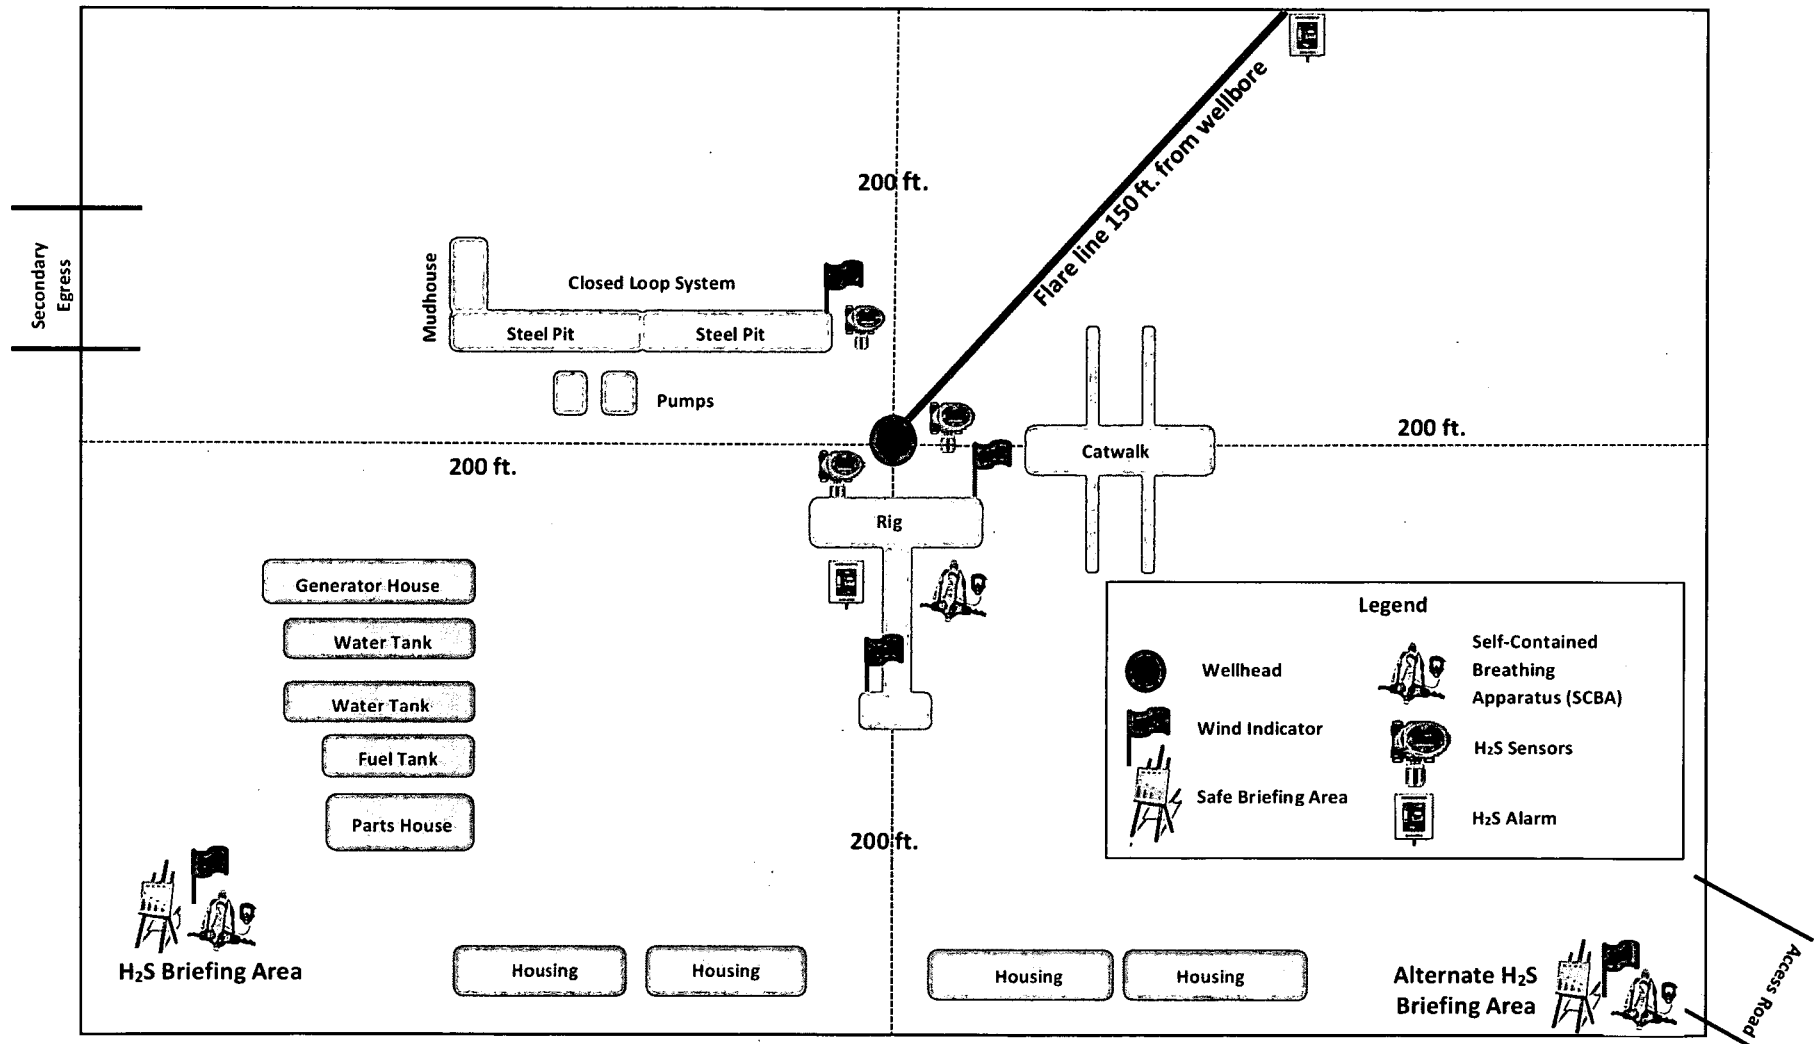 Flare line 150 ft. from wellbore
200 ft.
Secondary
Egress
Mudhouse
Closed Loop System
Steel Pit
Steel Pit
Pumps
200 ft.
200 ft.
Catwalk
Rig
Generator House
Water Tank
Water Tank
Fuel Tank
Parts House
Legend
Wellhead
Wind Indicator
Safe Briefing Area
Self-Contained
Breathing
Apparatus (SCBA)
H₂S Sensors
H₂S Alarm
200 ft.
H₂S Briefing Area
Housing
Housing
Housing
Housing
Alternate H₂S
Briefing Area
Access Road